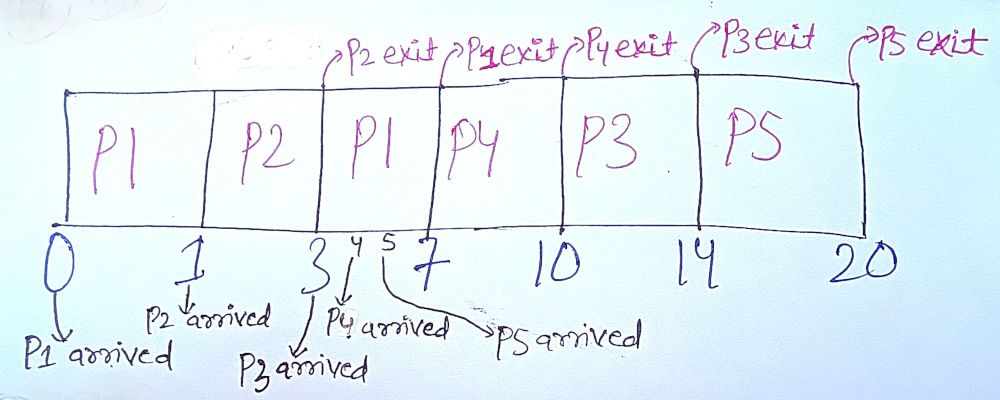 P2 exit P1 exit P4 exit P3 exit P5 exit
P1 P2 P1 P4 P3 P5
0 1 3 4 5 7 10 14 20
P1 arrived P2 arrived P3 arrived P4 arrived P5 arrived